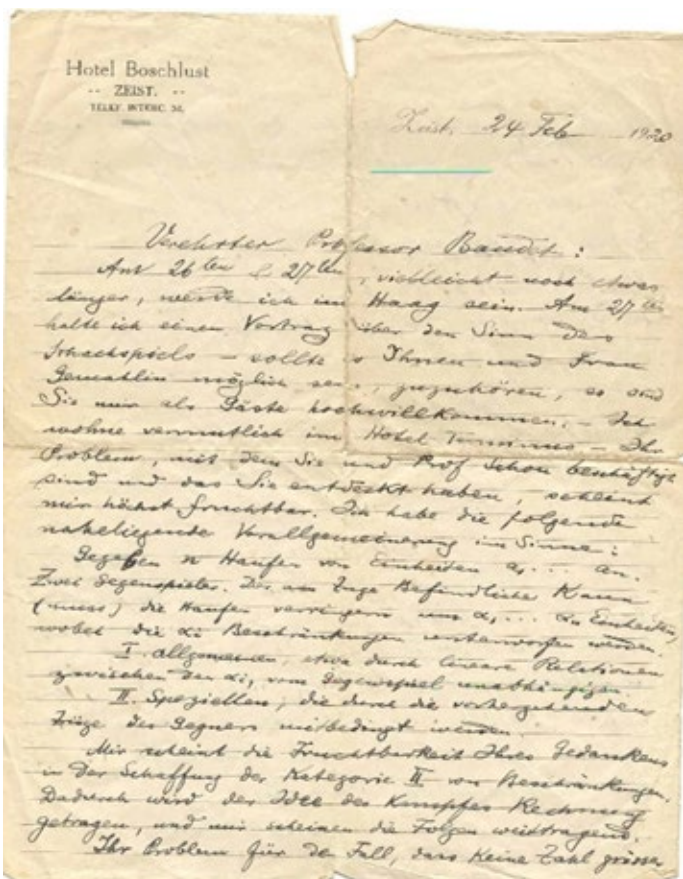 Hotel Boschlust
-- ZEIST. --
TELEF. INTERC. 34.
Zeist, 24 Feb 1920
Verehrter Professor Baudet:
Am 26ten & 27ten, vielleicht noch etwas
länger, werde ich im Haag sein. Am 27ten
halte ich einen Vortrag über den Sinn des
Schachspiels – sollte es Ihnen und Frau
Gemahlin möglich sein, zuzuhören, so sind
Sie mir als Gäste hochwillkommen. – Ich
wohne vermutlich im Hotel Terminus – Ihr
Problem, mit dem Sie und Prof Schou beschäftigt
sind und das Sie entdeckt haben, scheint
mir höchst fruchtbar. Ich habe die folgende
naheliegende Verallgemeinerung im Sinne:
Gegeben n Haufen von Einheiten a₁ ... an.
Zwei Gegenspieler. Der am Zuge Befindliche kann
(muss) die Haufen verringern um α₁, ... αn Einheiten,
wobei die αi Beschränkungen unterworfen werden.
I. allgemeinen, etwa durch lineare Relationen
zwischen den αi, vom Gegenspiel unabhängigen
II. Speziellen, die durch die vorhergehenden
Züge des Gegners mitbedingt werden.
Mir scheint die Fruchtbarkeit Ihres Gedankens
in der Schaffung der Kategorie II von Beschränkungen.
Dadurch wird der Idee des Kampfes Rechnung
getragen, und mir scheinen die Folgen weittragend.
Ihr Problem für den Fall, dass keine Zahl grösser